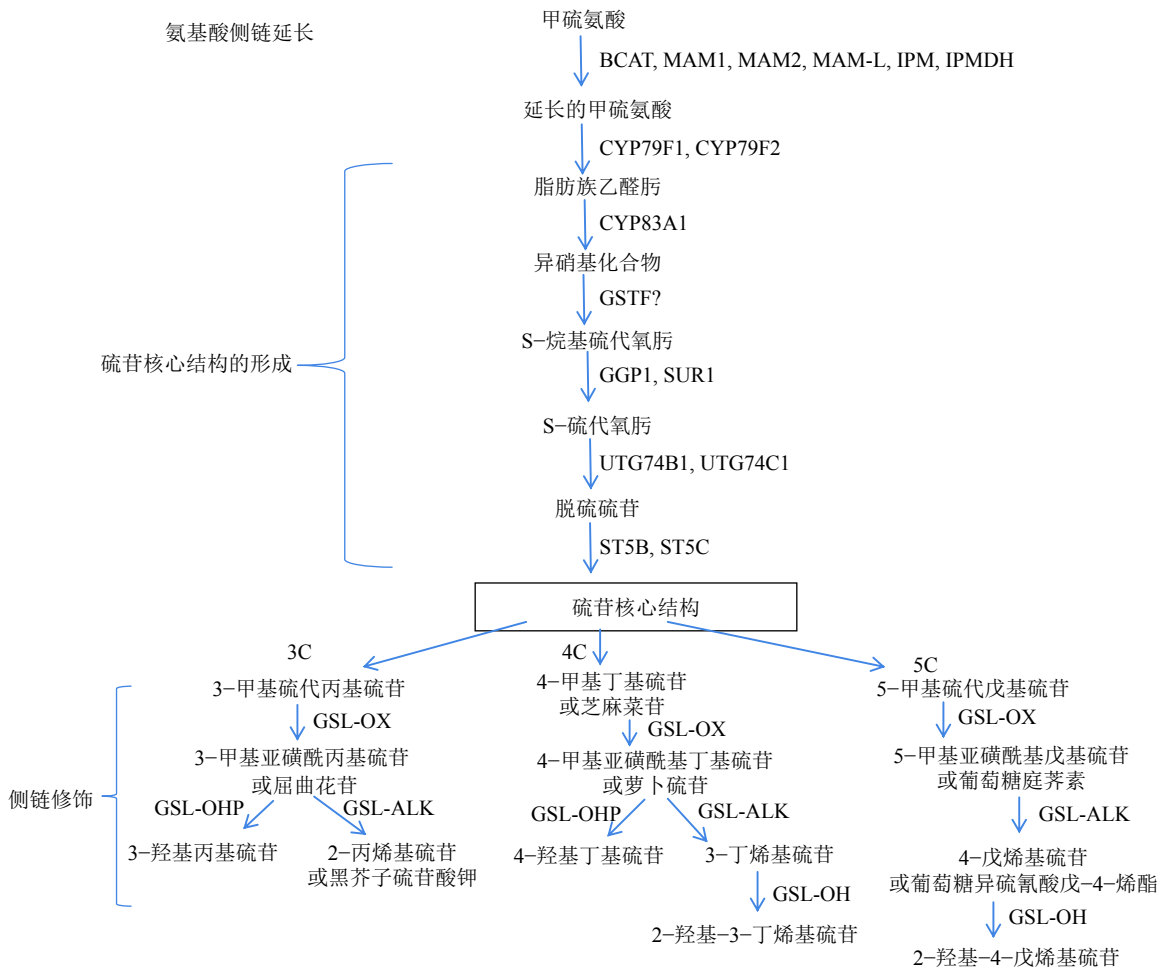 氨基酸侧链延长
甲硫氨酸
BCAT, MAM1, MAM2, MAM-L, IPM, IPMDH
延长的甲硫氨酸
CYP79F1, CYP79F2
脂肪族乙醛肟
CYP83A1
异硝基化合物
GSTF?
S−烷基硫代氧肟
硫苷核心结构的形成
GGP1, SUR1
S−硫代氧肟
UTG74B1, UTG74C1
脱硫硫苷
ST5B, ST5C
硫苷核心结构
3C
4C
5C
3−甲基硫代丙基硫苷
4−甲基丁基硫苷
或芝麻菜苷
5−甲基硫代戊基硫苷
GSL-OX
GSL-OX
GSL-OX
3−甲基亚磺酰丙基硫苷
或屈曲花苷
4−甲基亚磺酰基丁基硫苷
或萝卜硫苷
5−甲基亚磺酰基戊基硫苷
或葡萄糖庭荠素
侧链修饰
GSL-OHP
GSL-ALK
GSL-OHP
GSL-ALK
GSL-ALK
3−羟基丙基硫苷
2−丙烯基硫苷
或黑芥子硫苷酸钾
4−羟基丁基硫苷
3−丁烯基硫苷
4−戊烯基硫苷
或葡萄糖异硫氰酸戊−4−烯酯
GSL-OH
GSL-OH
2−羟基−3−丁烯基硫苷
2−羟基−4−戊烯基硫苷